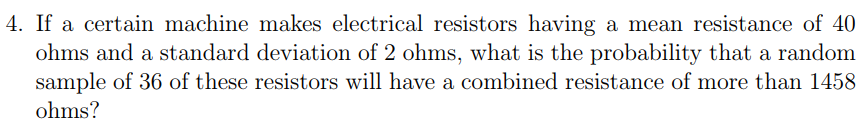 4. If a certain machine makes electrical resistors having a mean resistance of 40
ohms and a standard deviation of 2 ohms, what is the probability that a random
sample of 36 of these resistors will have a combined resistance of more than 1458
ohms?